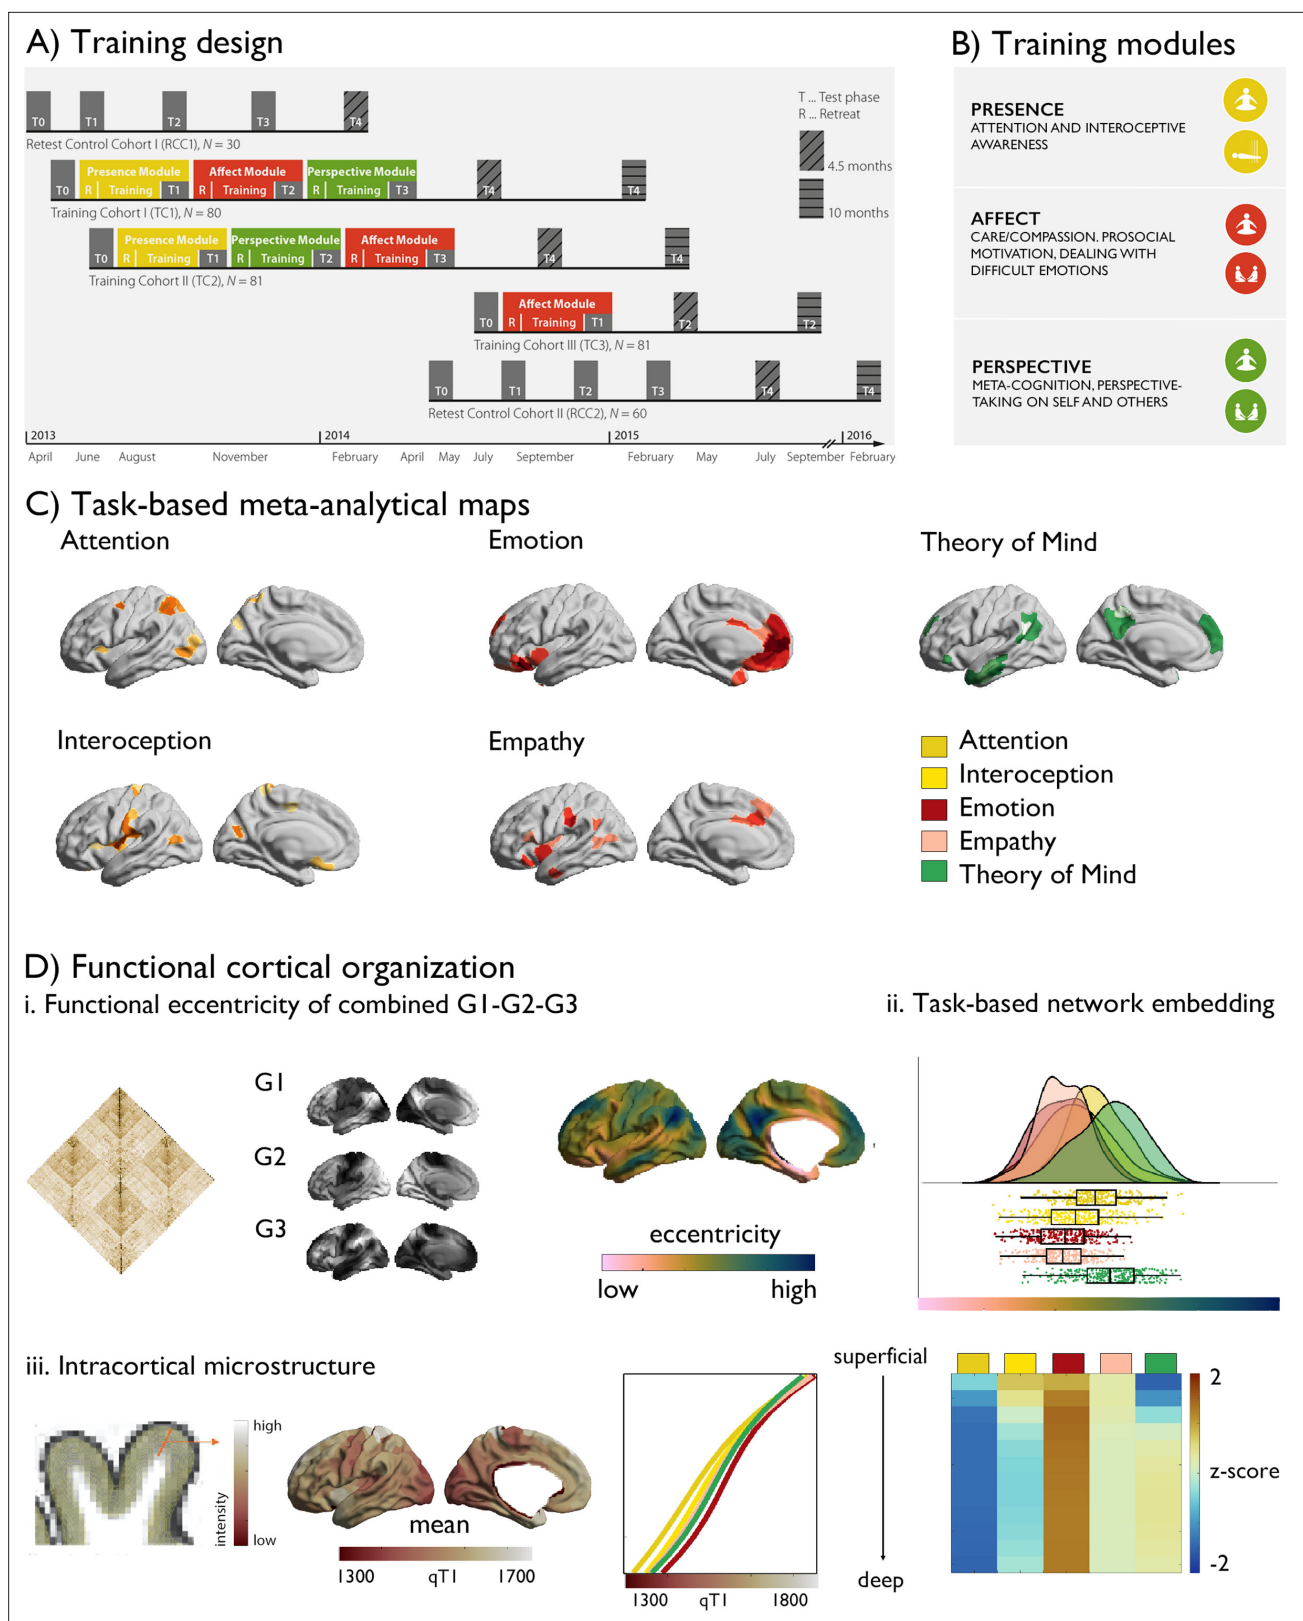 A) Training design
T0 T1 T2 T3 T4
Retest Control Cohort I (RCC1), N = 30
T ... Test phase
R ... Retreat
4.5 months
10 months
Presence Module Affect Module Perspective Module
T0 R Training T1 R Training T2 R Training T3 T4 T4
Training Cohort I (TC1), N = 80
Presence Module Perspective Module Affect Module
T0 R Training T1 R Training T2 R Training T3 T4 T4
Training Cohort II (TC2), N = 81
Affect Module
T0 R Training T1 T2 T2
Training Cohort III (TC3), N = 81
T0 T1 T2 T3 T4 T4
Retest Control Cohort II (RCC2), N = 60
2013 2014 2015 2016
April June August November February April May July September February May July September February
B) Training modules
PRESENCE
ATTENTION AND INTEROCEPTIVE
AWARENESS
AFFECT
CARE/COMPASSION. PROSOCIAL
MOTIVATION, DEALING WITH
DIFFICULT EMOTIONS
PERSPECTIVE
META-COGNITION, PERSPECTIVE-
TAKING ON SELF AND OTHERS
C) Task-based meta-analytical maps
Attention Emotion Theory of Mind
Interoception Empathy
Attention
Interoception
Emotion
Empathy
Theory of Mind
D) Functional cortical organization
i. Functional eccentricity of combined G1-G2-G3
G1
G2
G3
eccentricity
low high
ii. Task-based network embedding
iii. Intracortical microstructure
high
intensity
low
mean
1300 qT1 1700
1300 qT1 1800
superficial
deep
2
z-score
-2